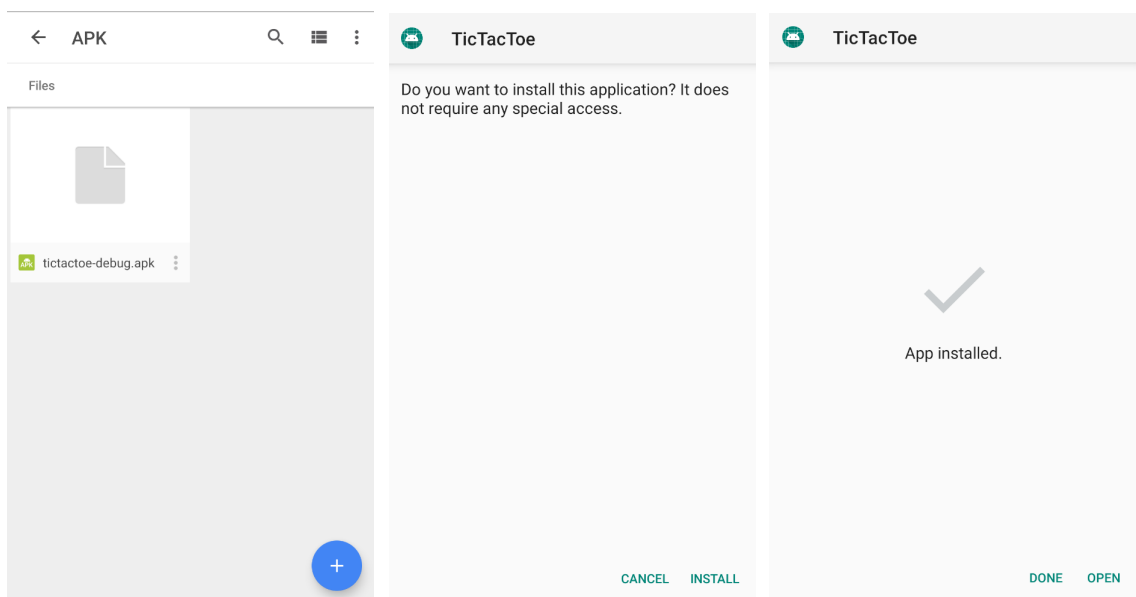 APK
Files
APK
tictactoe-debug.apk
TicTacToe
Do you want to install this application? It does
not require any special access.
CANCEL INSTALL
TicTacToe
App installed.
DONE OPEN